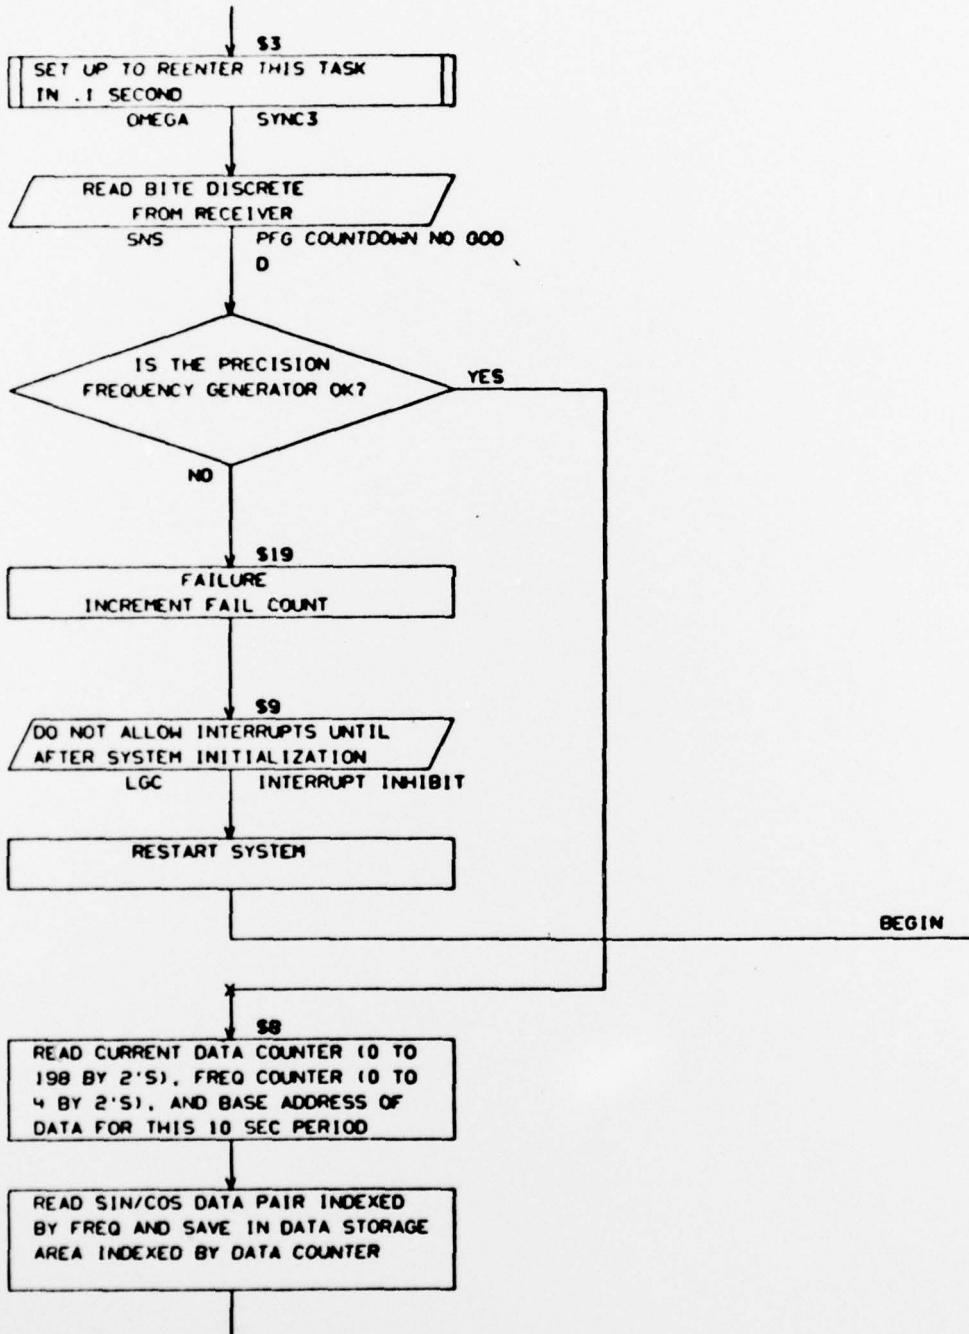 $3
SET UP TO REENTER THIS TASK
IN .1 SECOND
OMEGA SYNC3
READ BITE DISCRETE
FROM RECEIVER
SNS PFG COUNTDOWN NO GOO
D
IS THE PRECISION
FREQUENCY GENERATOR OK?
YES
NO
$19
FAILURE
INCREMENT FAIL COUNT
$9
DO NOT ALLOW INTERRUPTS UNTIL
AFTER SYSTEM INITIALIZATION
LGC INTERRUPT INHIBIT
RESTART SYSTEM
BEGIN
X
$8
READ CURRENT DATA COUNTER (0 TO
198 BY 2'S), FREQ COUNTER (0 TO
4 BY 2'S), AND BASE ADDRESS OF
DATA FOR THIS 10 SEC PERIOD
READ SIN/COS DATA PAIR INDEXED
BY FREQ AND SAVE IN DATA STORAGE
AREA INDEXED BY DATA COUNTER